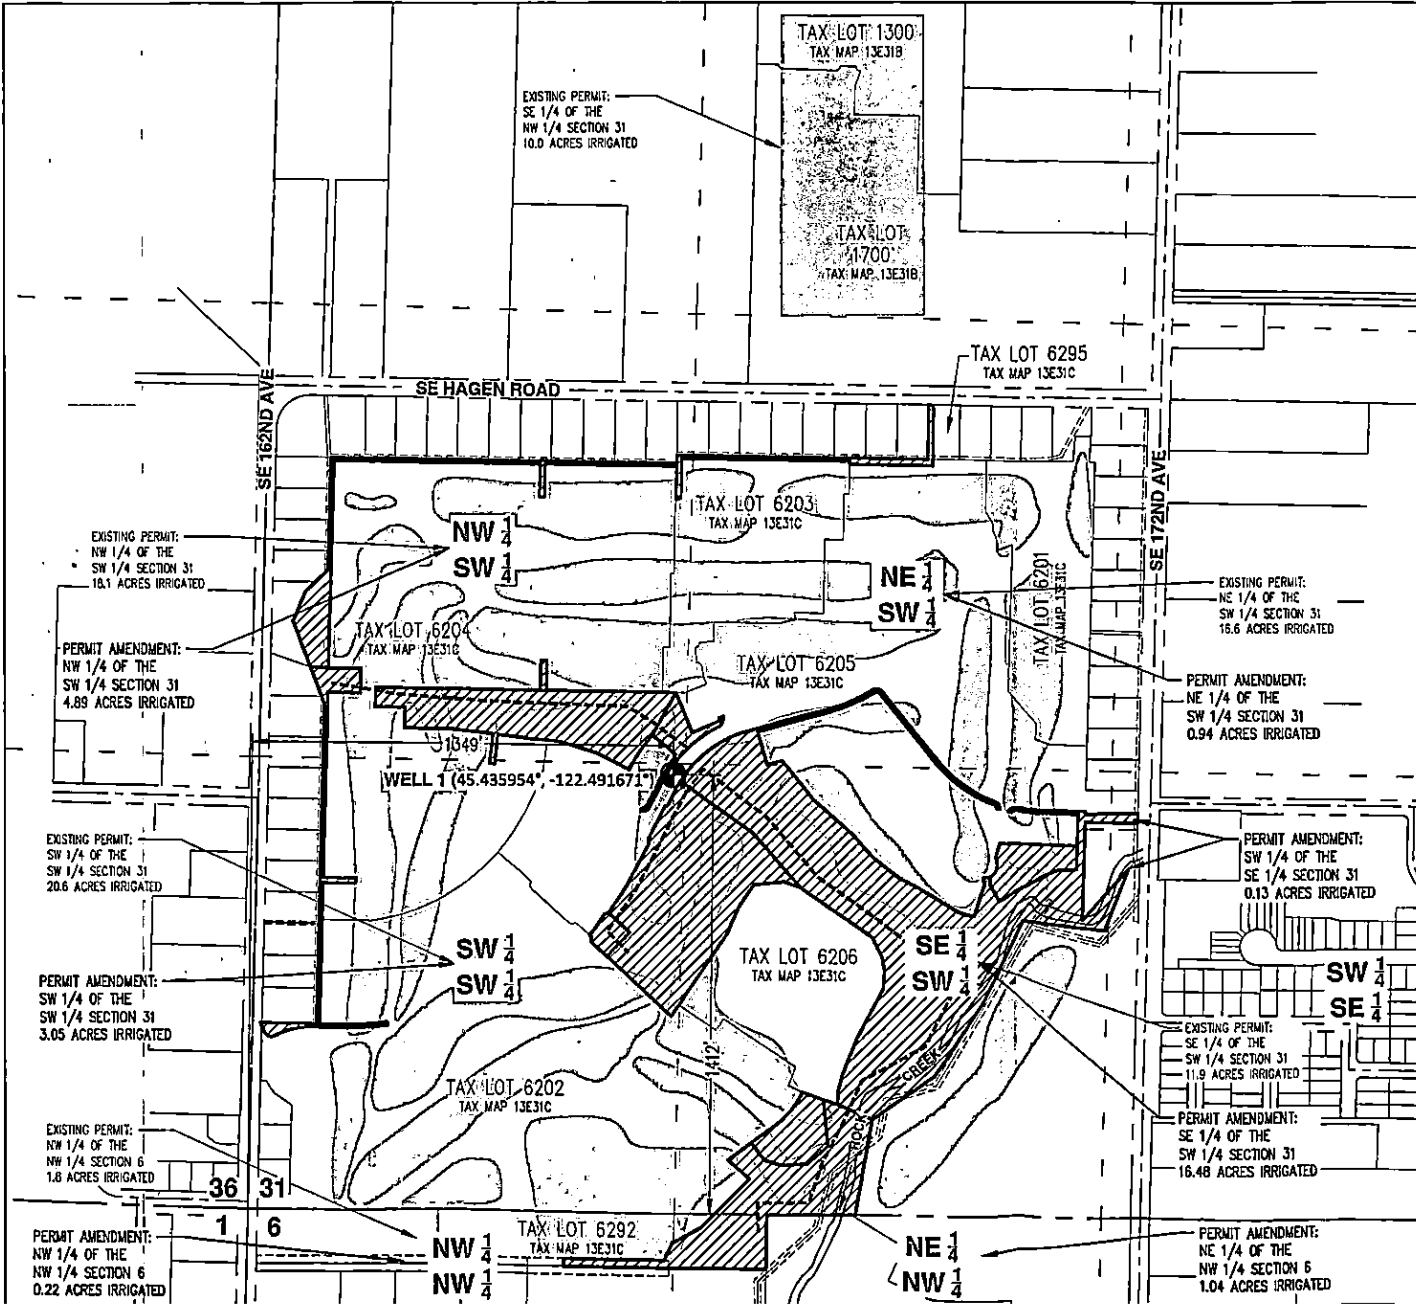 TAX LOT 1300
TAX MAP 13E31B
EXISTING PERMIT:
SE 1/4 OF THE
NW 1/4 SECTION 31
10.0 ACRES IRRIGATED
TAX LOT
1700
TAX MAP 13E31B
TAX LOT 6295
TAX MAP 13E31C
SE HAGEN ROAD
SE 162ND AVE
SE 172ND AVE
TAX LOT 6203
TAX MAP 13E31C
NW 1/4
SW 1/4
EXISTING PERMIT:
NW 1/4 OF THE
SW 1/4 SECTION 31
18.1 ACRES IRRIGATED
NE 1/4
SW 1/4
TAX LOT 6201
TAX MAP 13E31C
EXISTING PERMIT:
NE 1/4 OF THE
SW 1/4 SECTION 31
16.6 ACRES IRRIGATED
TAX LOT 6204
TAX MAP 13E31C
PERMIT AMENDMENT:
NW 1/4 OF THE
SW 1/4 SECTION 31
4.89 ACRES IRRIGATED
TAX LOT 6205
TAX MAP 13E31C
PERMIT AMENDMENT:
NE 1/4 OF THE
SW 1/4 SECTION 31
0.94 ACRES IRRIGATED
1349'
WELL 1 (45.435954°, -122.491671°)
EXISTING PERMIT:
SW 1/4 OF THE
SW 1/4 SECTION 31
20.6 ACRES IRRIGATED
PERMIT AMENDMENT:
SW 1/4 OF THE
SE 1/4 SECTION 31
0.13 ACRES IRRIGATED
SW 1/4
SW 1/4
TAX LOT 6206
TAX MAP 13E31C
SE 1/4
SW 1/4
SW 1/4
SE 1/4
PERMIT AMENDMENT:
SW 1/4 OF THE
SW 1/4 SECTION 31
3.05 ACRES IRRIGATED
EXISTING PERMIT:
SE 1/4 OF THE
SW 1/4 SECTION 31
11.9 ACRES IRRIGATED
1412'
ROCK CREEK
TAX LOT 6202
TAX MAP 13E31C
PERMIT AMENDMENT:
SE 1/4 OF THE
SW 1/4 SECTION 31
16.48 ACRES IRRIGATED
EXISTING PERMIT:
NW 1/4 OF THE
NW 1/4 SECTION 6
1.8 ACRES IRRIGATED
36 31
1 6
PERMIT AMENDMENT:
NW 1/4 OF THE
NW 1/4 SECTION 6
0.22 ACRES IRRIGATED
TAX LOT 6292
TAX MAP 13E31C
NW 1/4
NW 1/4
NE 1/4
NW 1/4
PERMIT AMENDMENT:
NE 1/4 OF THE
NW 1/4 SECTION 6
1.04 ACRES IRRIGATED